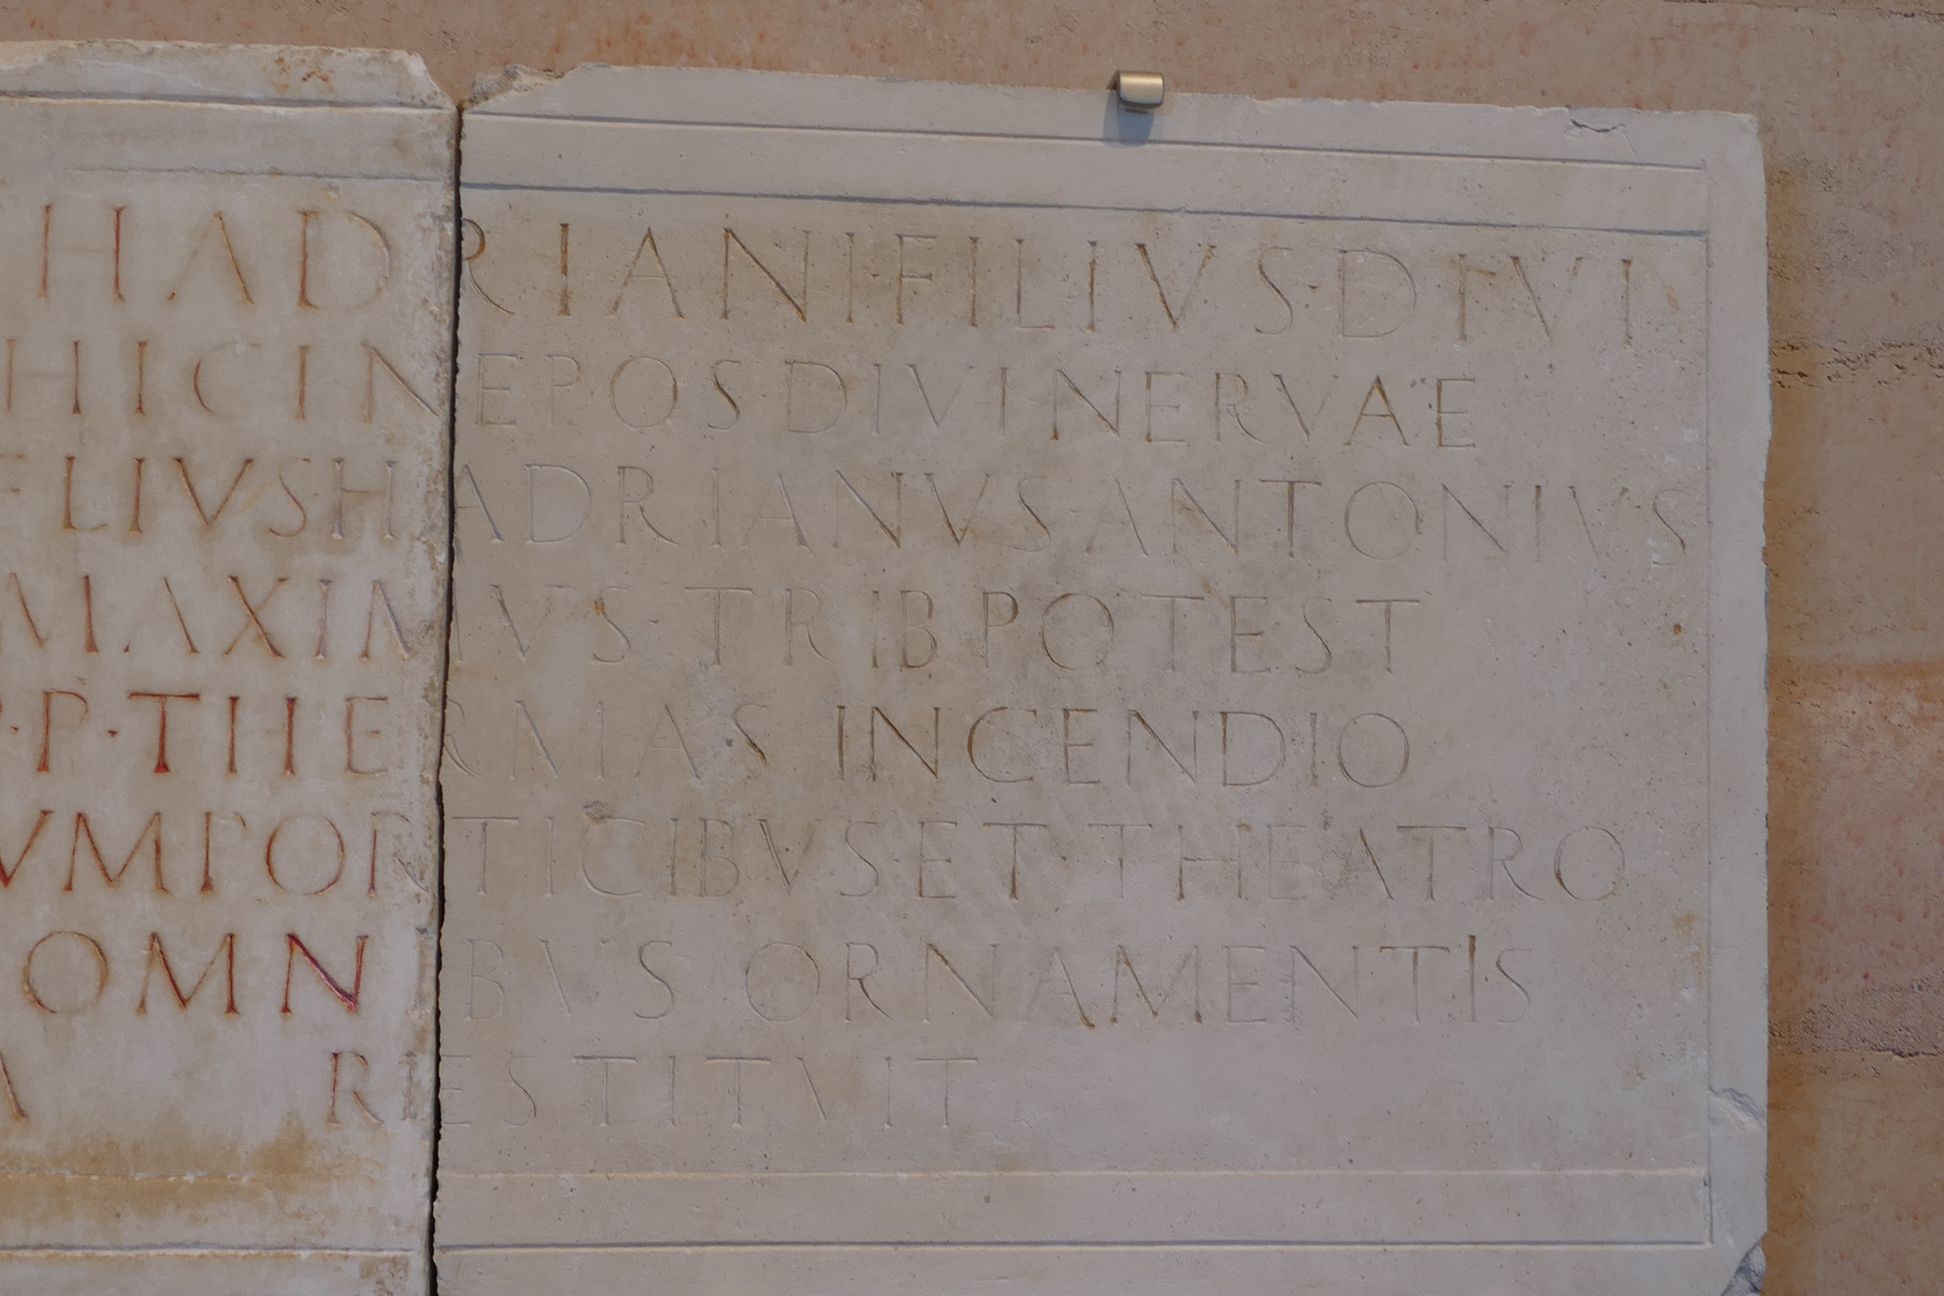 HADRIANI·FILIVS·DIVI
HICI NEPOS·DIVI·NERVAE
ELIVS·HADRIANVS·ANTONIVS
MAXIMVS·TRIB POTEST
P·P·THERMAS INCENDIO
VM PORTICIBVS·ET·THEATRO
OMNIBVS ORNAMENTIS
A RESTITVIT